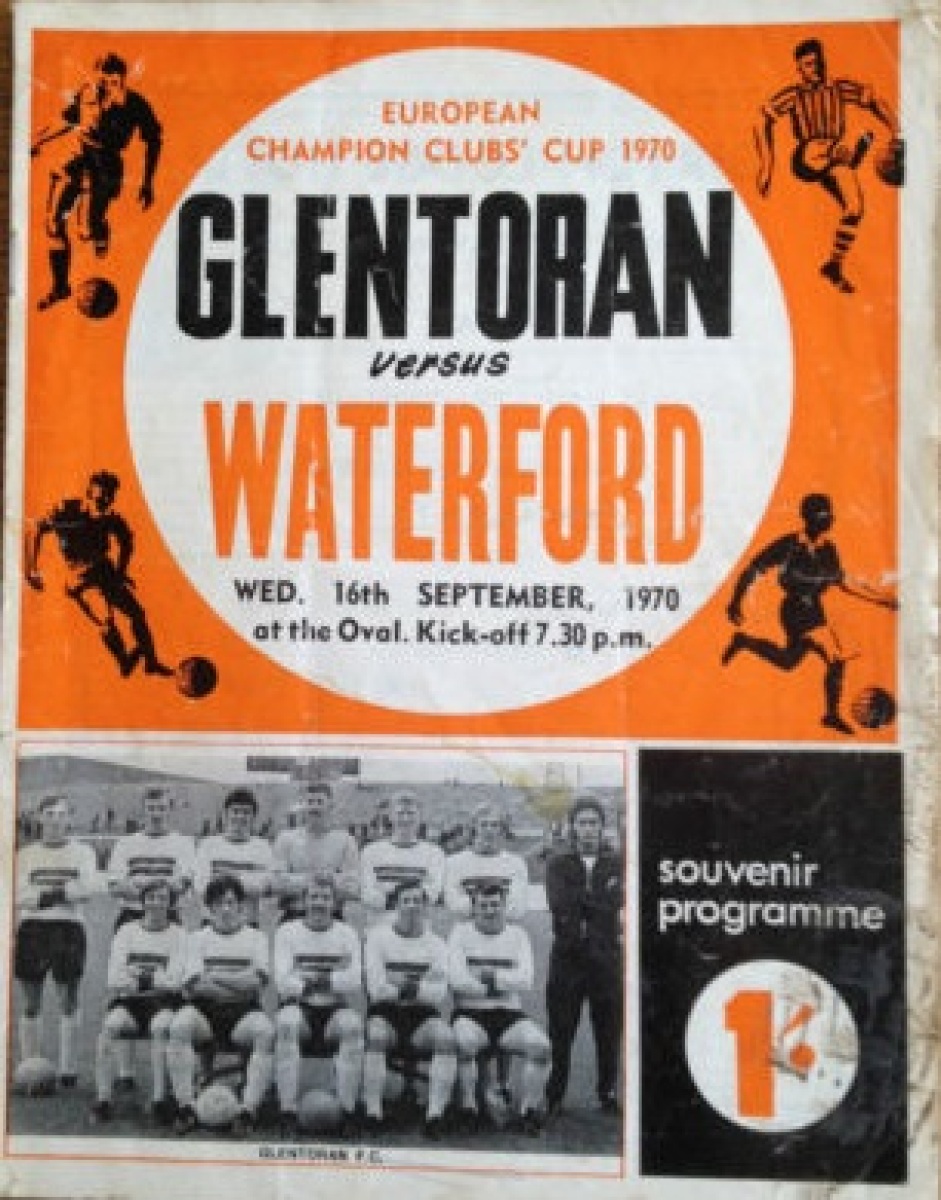 EUROPEAN
CHAMPION CLUBS' CUP 1970
GLENTORAN
versus
WATERFORD
WED. 16th SEPTEMBER, 1970
at the Oval. Kick-off 7.30 p.m.
souvenir
programme
1/-
GLENTORAN F.C.